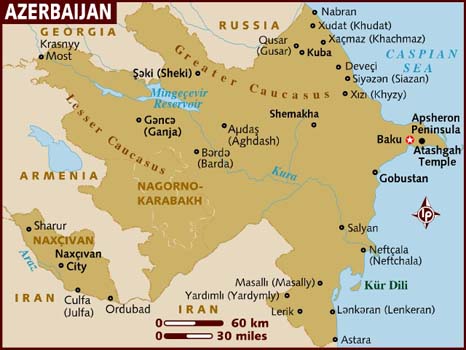 AZERBAIJAN
GEORGIA
RUSSIA
Krasnyy
Most
Nabran
Xudat (Khudat)
Qusar
(Gusar)
Xaçmaz (Khachmaz)
Kuba
CASPIAN
SEA
Greater Caucasus
Şəki (Sheki)
Deveçi
Siyəzən (Siazan)
Xızı (Khyzy)
Mingeçevir
Reservoir
Lesser Caucasus
Gəncə
(Ganja)
Ağdaş
(Aghdash)
Shemakha
Apsheron
Peninsula
Baku
Atashgah
Temple
Bərdə
(Barda)
ARMENIA
NAGORNO-
KARABAKH
Kura
Gobustan
LP
Sharur
NAXÇIVAN
Naxçıvan
City
Araz
Salyan
Neftçala
(Neftchala)
Culfa
(Julfa)
Ordubad
IRAN
IRAN
Masallı (Masally)
Yardımlı (Yardymly)
Kür Dili
Lerik
Lənkəran (Lenkeran)
Astara
60 km
30 miles